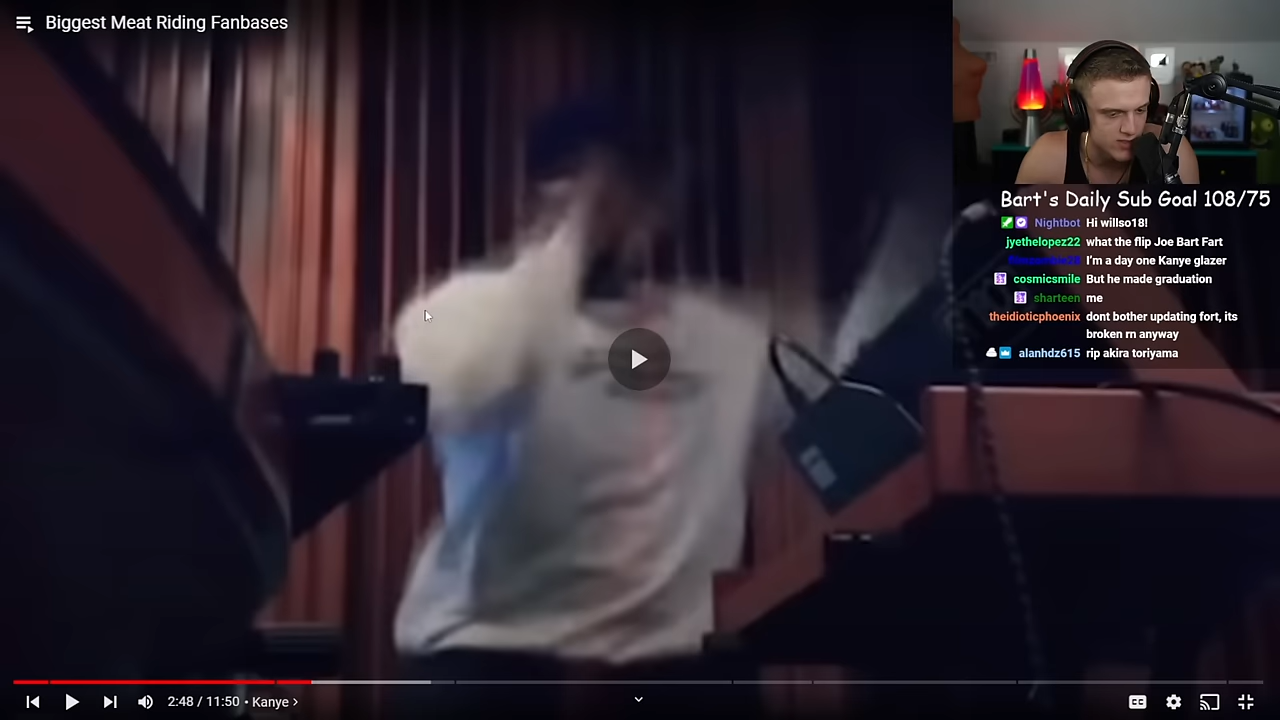 Biggest Meat Riding Fanbases
Bart's Daily Sub Goal 108/75
Nightbot Hi willso18!
jyethelopez22 what the flip Joe Bart Fart
I'm a day one Kanye glazer
cosmicsmile But he made graduation
sharteen me
theidioticphoenix dont bother updating fort, its
broken rn anyway
alanhdz615 rip akira toriyama
2:48 / 11:50 • Kanye >
CC